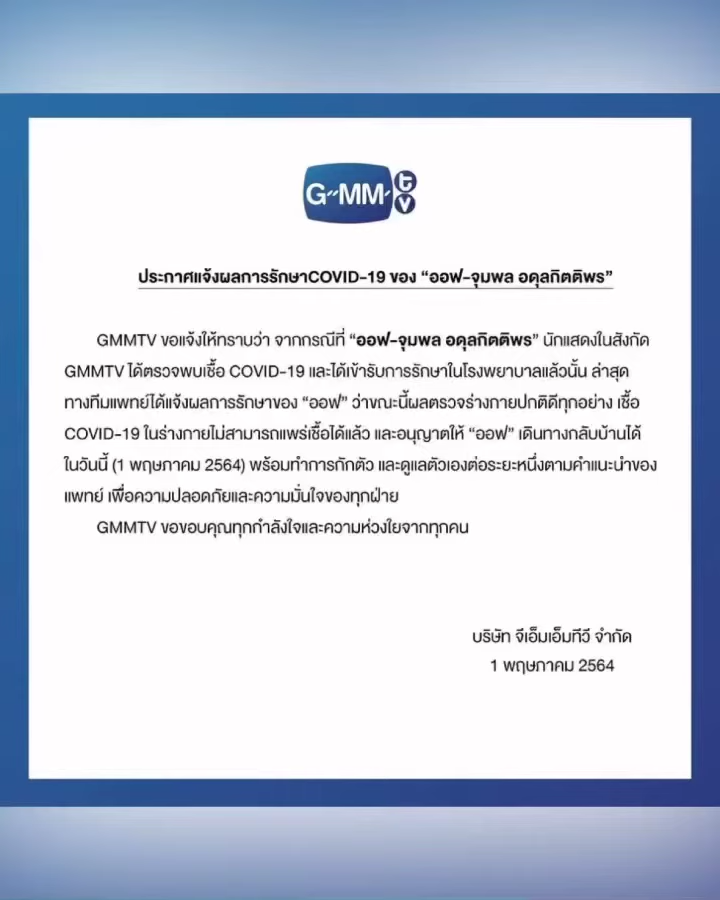 GMM tv
ประกาศแจ้งผลการรักษาCOVID-19 ของ “ออฟ-จุมพล อดุลกิตติพร”
GMMTV ขอแจ้งให้ทราบว่า จากกรณีที่ “ออฟ-จุมพล อดุลกิตติพร” นักแสดงในสังกัด
GMMTV ได้ตรวจพบเชื้อ COVID-19 และได้เข้ารับการรักษาในโรงพยาบาลแล้วนั้น ล่าสุด
ทางทีมแพทย์ได้แจ้งผลการรักษาของ “ออฟ” ว่าขณะนี้ผลตรวจร่างกายปกติดีทุกอย่าง เชื้อ
COVID-19 ในร่างกายไม่สามารถแพร่เชื้อได้แล้ว และอนุญาตให้ “ออฟ” เดินทางกลับบ้านได้
ในวันนี้ (1 พฤษภาคม 2564) พร้อมทำการกักตัว และดูแลตัวเองต่อระยะหนึ่งตามคำแนะนำของ
แพทย์ เพื่อความปลอดภัยและความมั่นใจของทุกฝ่าย
GMMTV ขอขอบคุณทุกกำลังใจและความห่วงใยจากทุกคน
บริษัท จีเอ็มเอ็มทีวี จำกัด
1 พฤษภาคม 2564